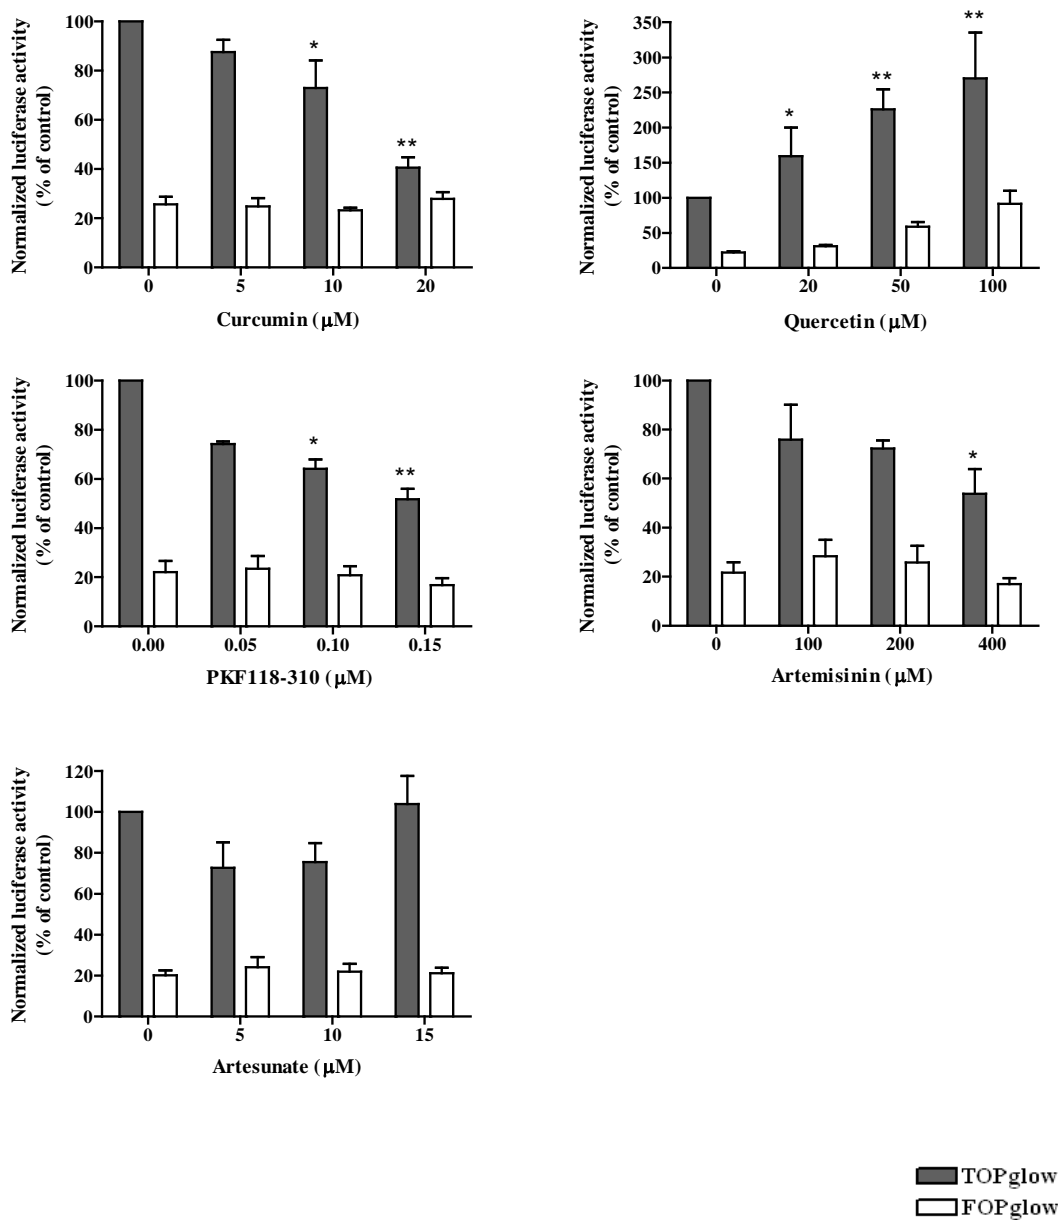 Normalized luciferase activity
(% of control)
100
80
60
40
20
0
*
**
0 5 10 20
Curcumin (μM)
Normalized luciferase activity
(% of control)
350
300
250
200
150
100
50
0
*
**
**
0 20 50 100
Quercetin (μM)
Normalized luciferase activity
(% of control)
100
80
60
40
20
0
*
**
0.00 0.05 0.10 0.15
PKF118-310 (μM)
Normalized luciferase activity
(% of control)
100
80
60
40
20
0
*
0 100 200 400
Artemisinin (μM)
Normalized luciferase activity
(% of control)
120
100
80
60
40
20
0
0 5 10 15
Artesunate (μM)
TOPglow
FOPglow